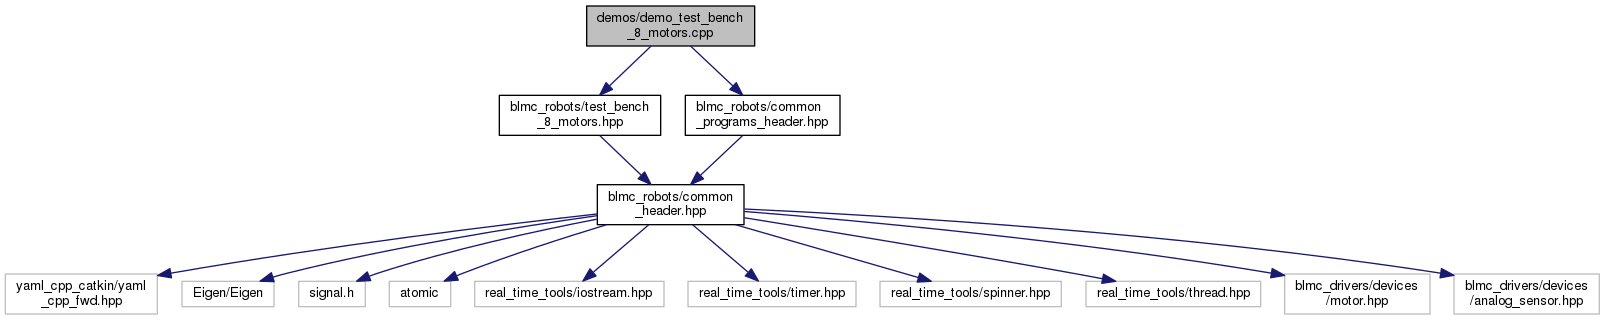 demos/demo_test_bench
_8_motors.cpp
blmc_robots/test_bench
_8_motors.hpp
blmc_robots/common
_programs_header.hpp
blmc_robots/common
_header.hpp
yaml_cpp_catkin/yaml
_cpp_fwd.hpp
Eigen/Eigen
signal.h
atomic
real_time_tools/iostream.hpp
real_time_tools/timer.hpp
real_time_tools/spinner.hpp
real_time_tools/thread.hpp
blmc_drivers/devices
/motor.hpp
blmc_drivers/devices
/analog_sensor.hpp